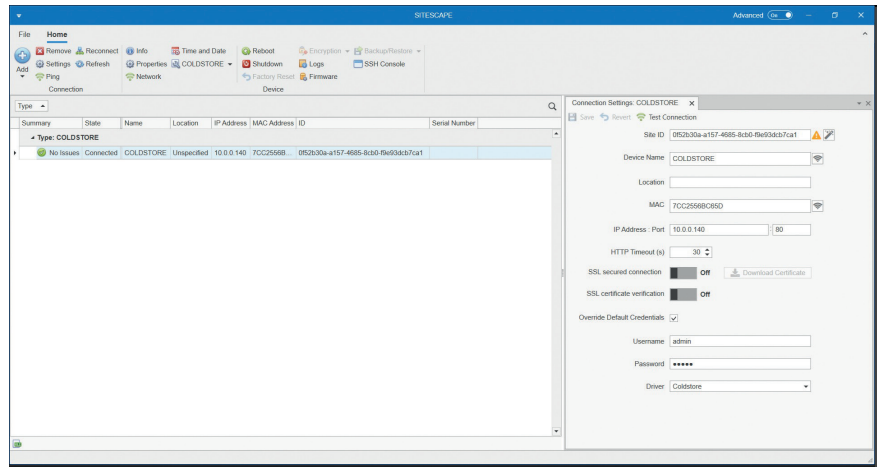 SITESCAPE
Advanced On
File Home
Remove Reconnect Info Time and Date Reboot Encryption Backup/Restore
Add Settings Refresh Properties COLDSTORE Shutdown Logs SSH Console
Ping Network Factory Reset Firmware
Connection Device
Type
Summary State Name Location IP Address MAC Address ID Serial Number
Type: COLDSTORE
No Issues Connected COLDSTORE Unspecified 10.0.0.140 7CC2556B... 0f52b30a-a157-4685-8cb0-f9e93dcb7ca1
Connection Settings: COLDSTORE
Save Revert Test Connection
Site ID 0f52b30a-a157-4685-8cb0-f9e93dcb7ca1
Device Name COLDSTORE
Location
MAC 7CC2556BC65D
IP Address : Port 10.0.0.140 : 80
HTTP Timeout (s) 30
SSL secured connection Off Download Certificate
SSL certificate verification Off
Override Default Credentials
Username admin
Password •••••
Driver Coldstore